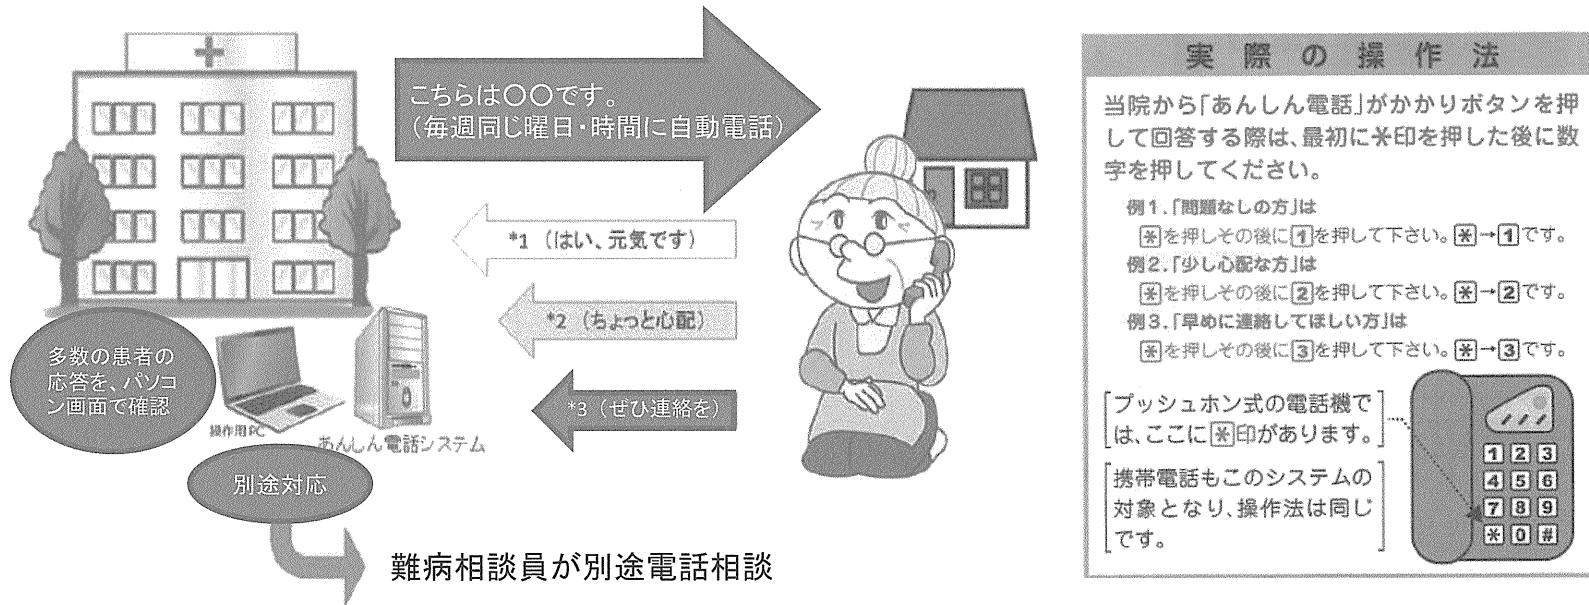 こちらは〇〇です。
(毎週同じ曜日・時間に自動電話)
*1 (はい、元気です)
*2 (ちょっと心配)
*3 (ぜひ連絡を)
多数の患者の
応答を、パソコ
ン画面で確認
操作用PC
あんしん電話システム
別途対応
難病相談員が別途電話相談
実際の操作法
当院から「あんしん電話」がかかりボタンを押
して回答する際は、最初に＊印を押した後に数
字を押してください。
例1.「問題なしの方」は
＊を押しその後に1を押して下さい。＊→1です。
例2.「少し心配な方」は
＊を押しその後に2を押して下さい。＊→2です。
例3.「早めに連絡してほしい方」は
＊を押しその後に3を押して下さい。＊→3です。
プッシュホン式の電話機で
は、ここに＊印があります。
携帯電話もこのシステムの
対象となり、操作法は同じ
です。
1 2 3
4 5 6
7 8 9
＊ 0 #